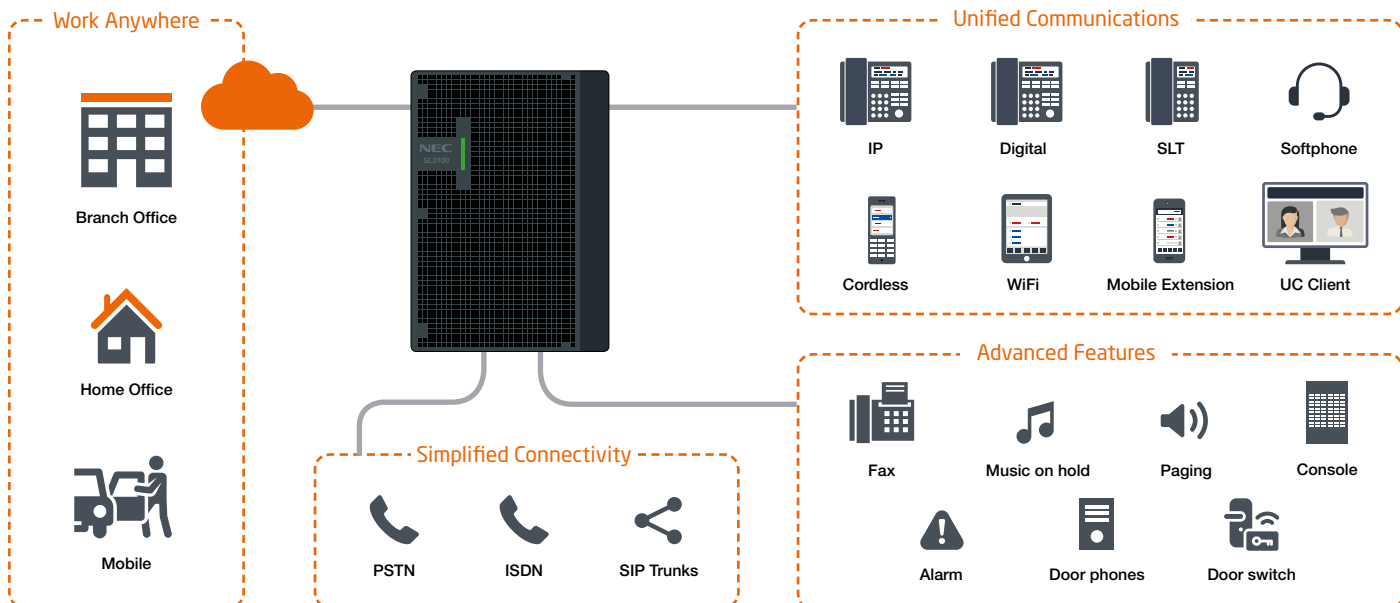 Work Anywhere
Branch Office
Home Office
Mobile
NEC
SL2100
Simplified Connectivity
PSTN
ISDN
SIP Trunks
Unified Communications
IP
Digital
SLT
Softphone
Cordless
WiFi
Mobile Extension
UC Client
Advanced Features
Fax
Music on hold
Paging
Console
Alarm
Door phones
Door switch